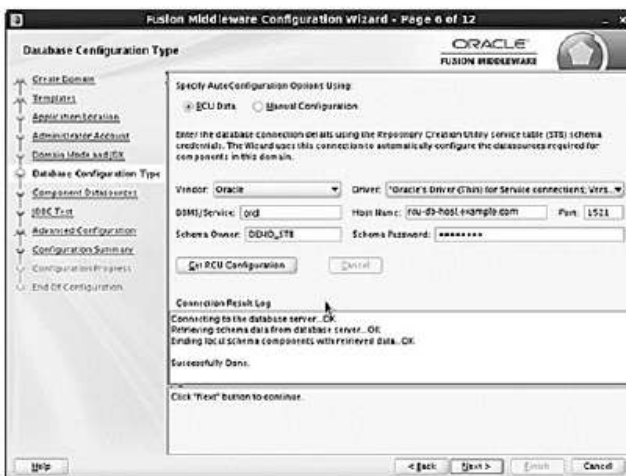 Fusion Middleware Configuration Wizard - Page 6 of 12
Database Configuration Type
ORACLE
FUSION MIDDLEWARE
Create Domain
Templates
Application Location
Administrator Account
Domain Mode and JDK
Database Configuration Type
Component Datasources
JDBC Test
Advanced Configuration
Configuration Summary
Configuration Progress
End Of Configuration
Specify AutoConfiguration Options Using:
RCU Data Manual Configuration
Enter the database connection details using the Repository Creation Utility service table (STB) schema
credentials. The Wizard uses this connection to automatically configure the datasources required for
components in this domain.
Vendor: Oracle Driver: *Oracle's Driver (Thin) for Service connections; Vers...
DBMS/Service: orcl Host Name: rcu-db-host.example.com Port: 1521
Schema Owner: DEMO_STB Schema Password: ••••••••
Get RCU Configuration Cancel
Connection Result Log
Connecting to the database server...OK
Retrieving schema data from database server...OK
Binding local schema components with retrieved data...OK
Successfully Done.
Click "Next" button to continue.
Help < Back Next > Finish Cancel